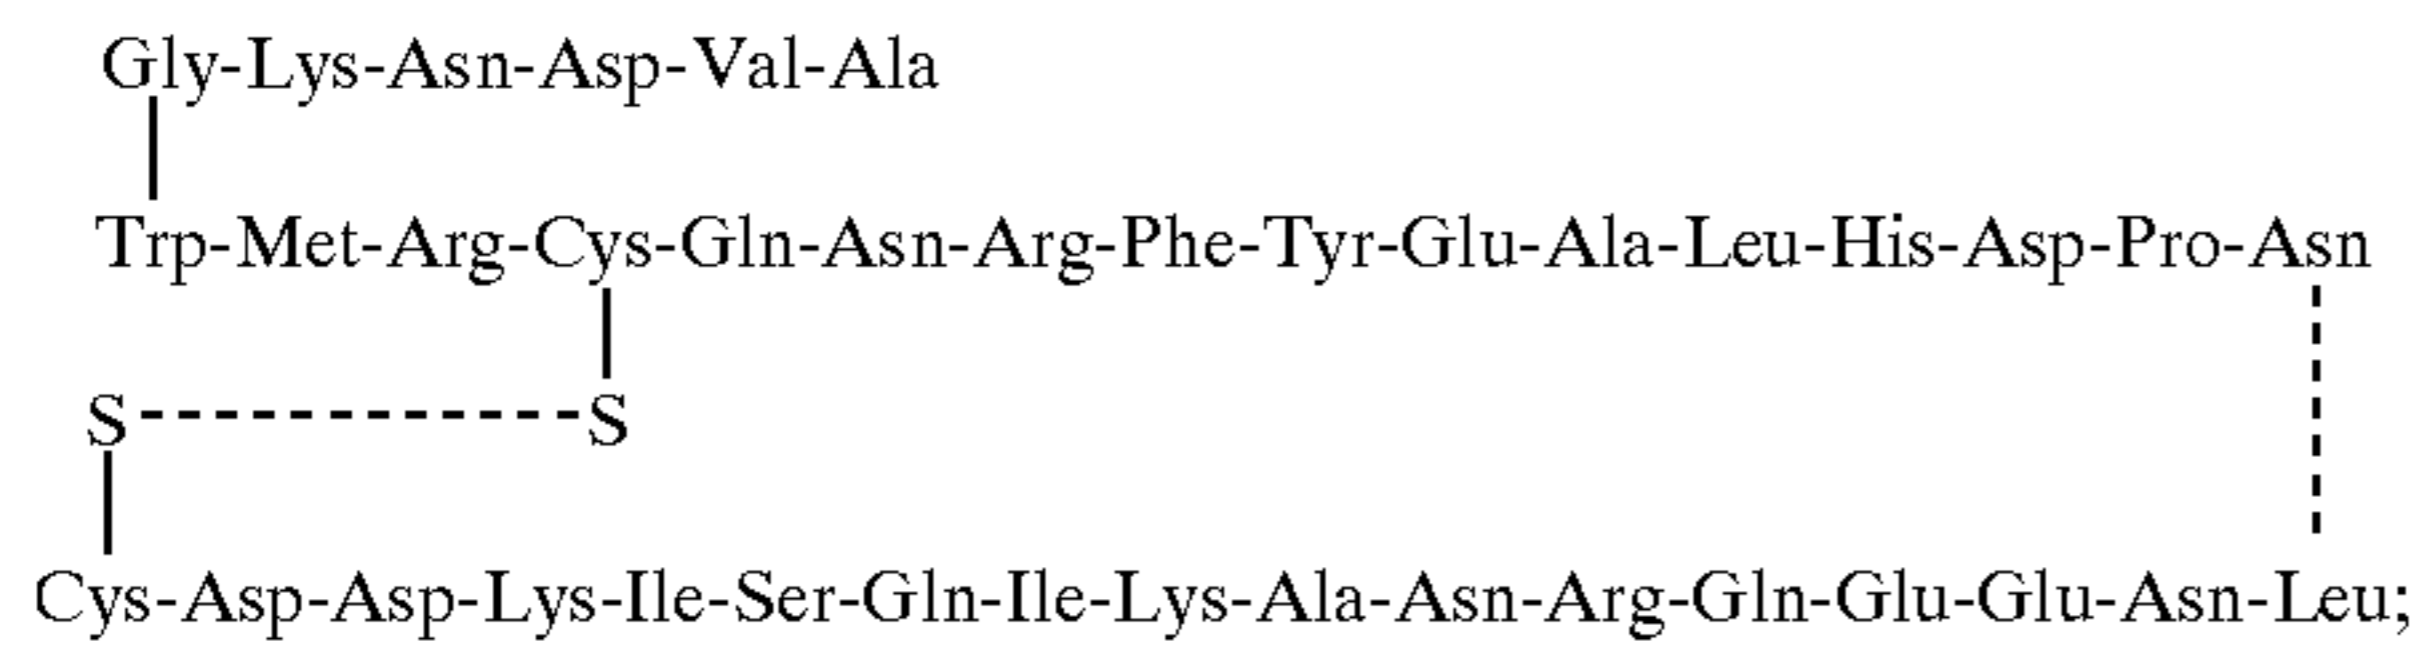 Gly-Lys-Asn-Asp-Val-Ala
Trp-Met-Arg-Cys-Gln-Asn-Arg-Phe-Tyr-Glu-Ala-Leu-His-Asp-Pro-Asn
S S
Cys-Asp-Asp-Lys-Ile-Ser-Gln-Ile-Lys-Ala-Asn-Arg-Gln-Glu-Glu-Asn-Leu;